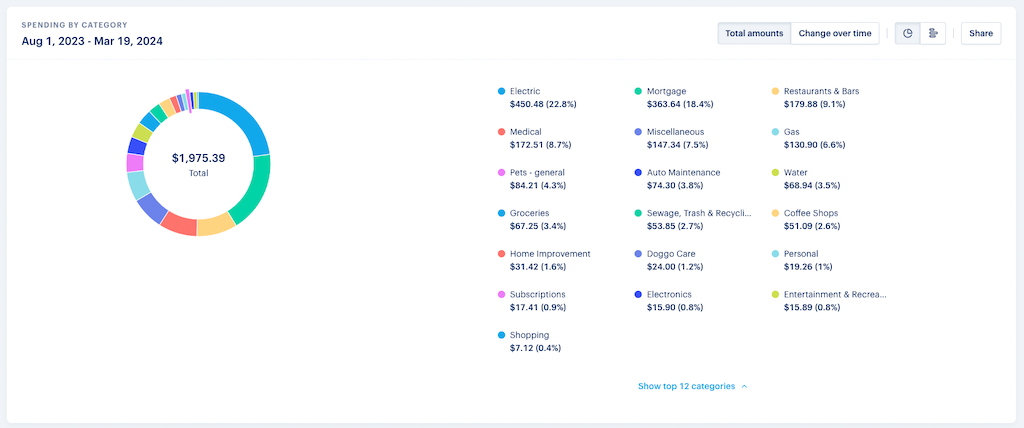 SPENDING BY CATEGORY
Aug 1, 2023 - Mar 19, 2024
Total amounts
Change over time
Share
$1,975.39
Total
Electric
$450.48 (22.8%)
Mortgage
$363.64 (18.4%)
Restaurants & Bars
$179.88 (9.1%)
Medical
$172.51 (8.7%)
Miscellaneous
$147.34 (7.5%)
Gas
$130.90 (6.6%)
Pets - general
$84.21 (4.3%)
Auto Maintenance
$74.30 (3.8%)
Water
$68.94 (3.5%)
Groceries
$67.25 (3.4%)
Sewage, Trash & Recycli...
$53.85 (2.7%)
Coffee Shops
$51.09 (2.6%)
Home Improvement
$31.42 (1.6%)
Doggo Care
$24.00 (1.2%)
Personal
$19.26 (1%)
Subscriptions
$17.41 (0.9%)
Electronics
$15.90 (0.8%)
Entertainment & Recrea...
$15.89 (0.8%)
Shopping
$7.12 (0.4%)
Show top 12 categories